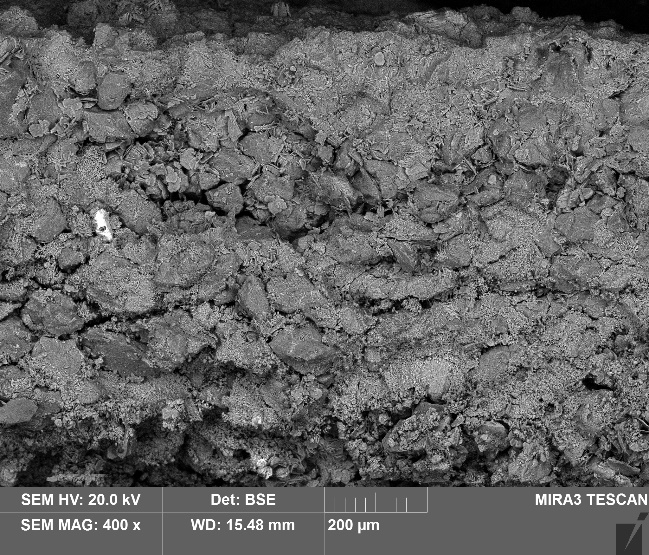 SEM HV: 20.0 kV Det: BSE MIRA3 TESCAN
SEM MAG: 400 x WD: 15.48 mm 200 µm